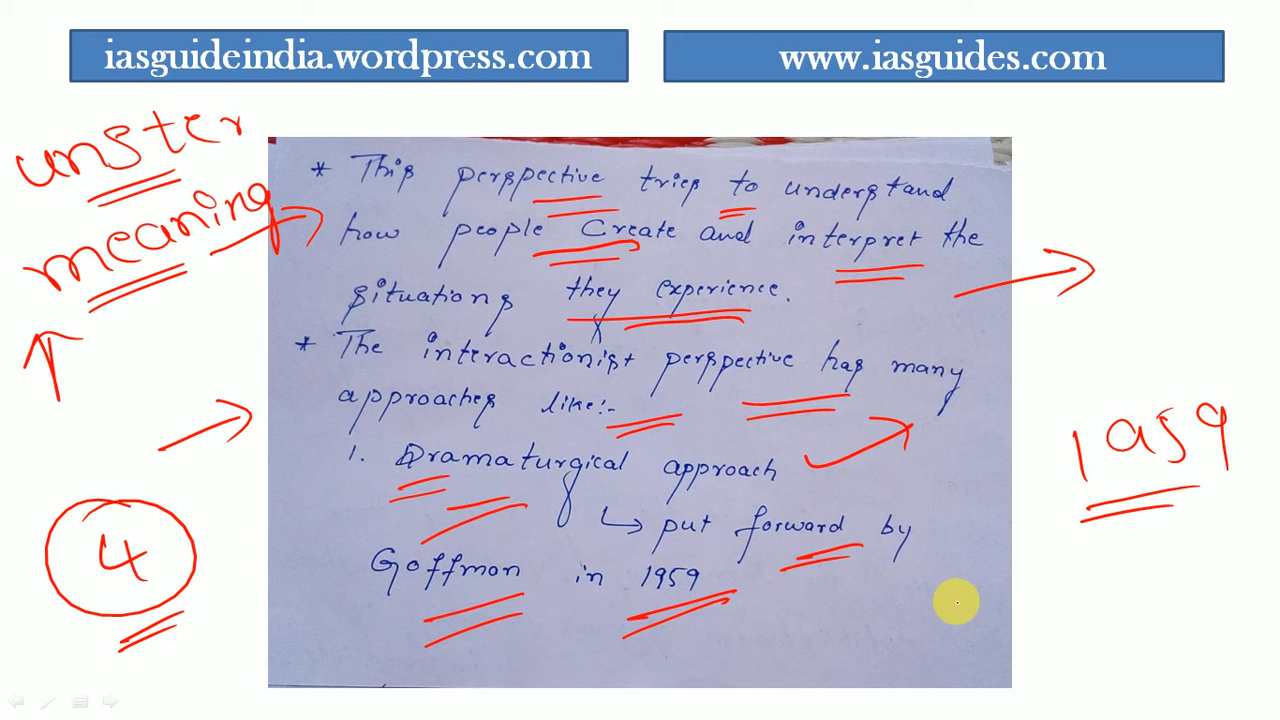 iasguideindia.wordpress.com
www.iasguides.com
unster
meaning
* This perspective tries to understand
how people Create and interpret the
situations they experience.
* The interactionist perspective has many
approaches like:-
1. Dramaturgical approach
↳ put forward by
Goffman in 1959
4
1959